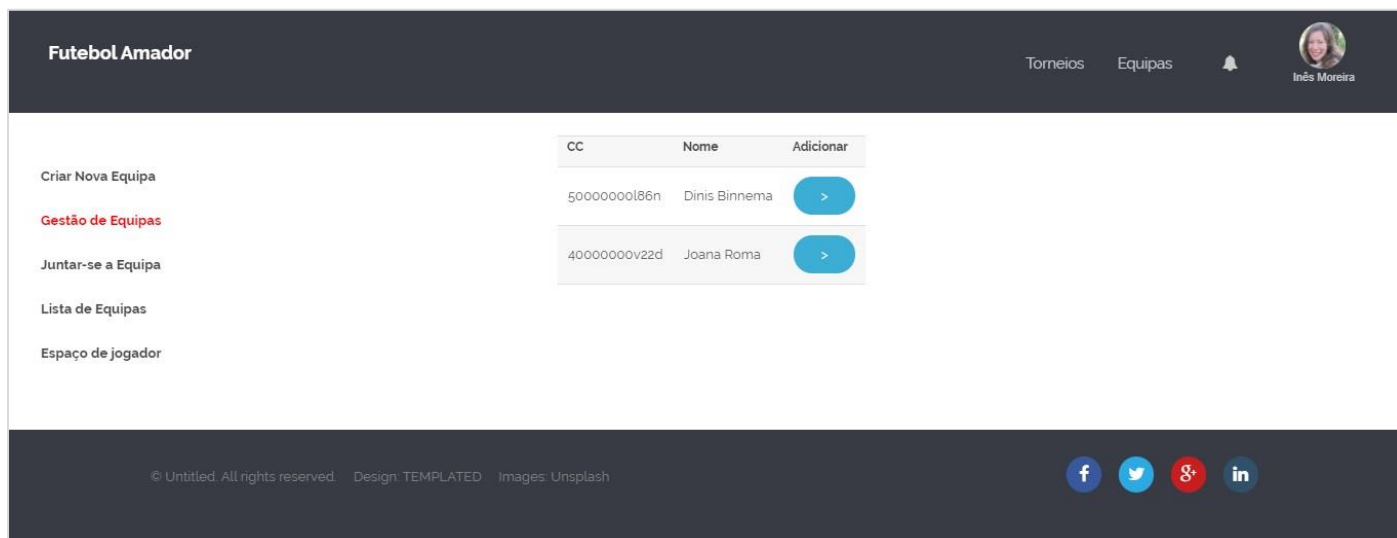 Futebol Amador
Torneios Equipas
Inês Moreira
Criar Nova Equipa
Gestão de Equipas
Juntar-se a Equipa
Lista de Equipas
Espaço de jogador
CC Nome Adicionar
50000000l86n Dinis Binnema >
40000000v22d Joana Roma >
© Untitled. All rights reserved. Design: TEMPLATED Images: Unsplash
f g+ in